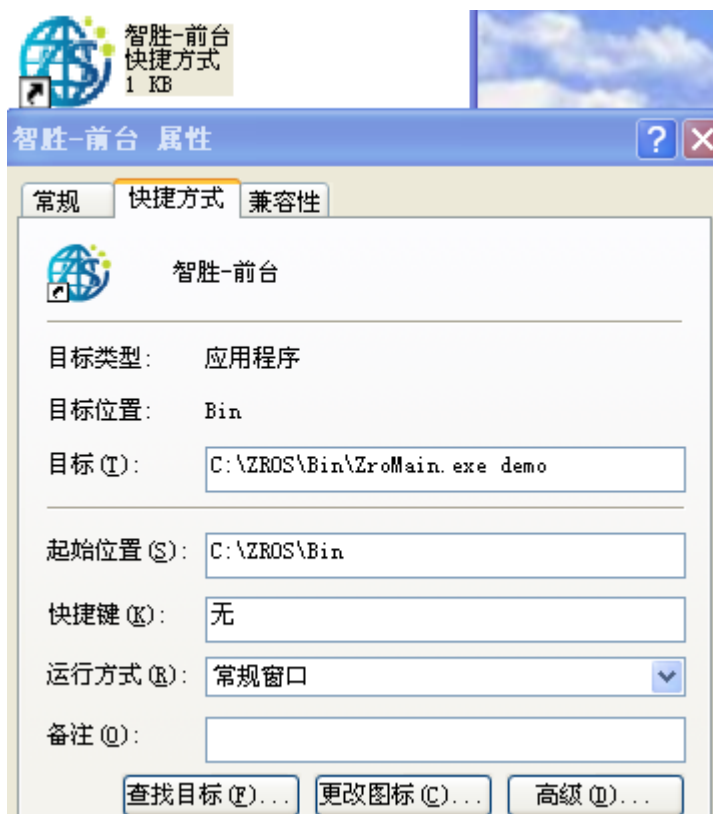 智胜-前台
快捷方式
1 KB
智胜-前台 属性
常规 快捷方式 兼容性
智胜-前台
目标类型: 应用程序
目标位置: Bin
目标(T): C:\ZROS\Bin\ZroMain.exe demo
起始位置(S): C:\ZROS\Bin
快捷键(K): 无
运行方式(R): 常规窗口
备注(O):
查找目标(F)... 更改图标(C)... 高级(D)...